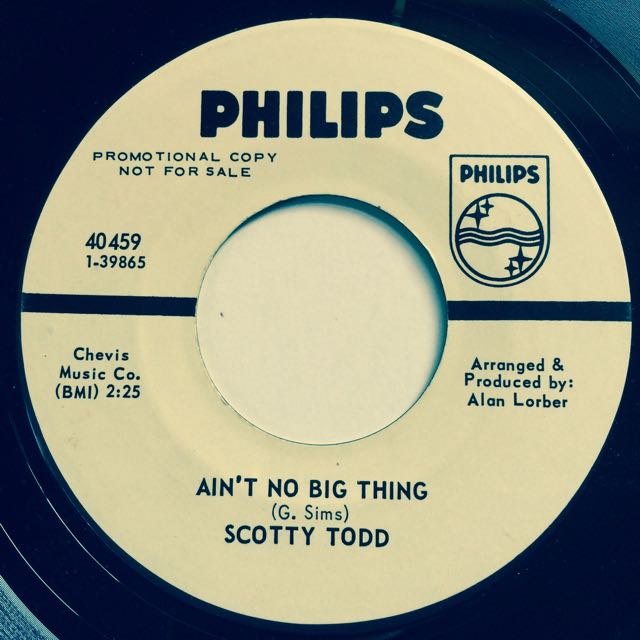 PHILIPS
PROMOTIONAL COPY
NOT FOR SALE
PHILIPS
40459
1-39865
Chevis
Music Co.
(BMI) 2:25
Arranged &
Produced by:
Alan Lorber
AIN'T NO BIG THING
(G. Sims)
SCOTTY TODD